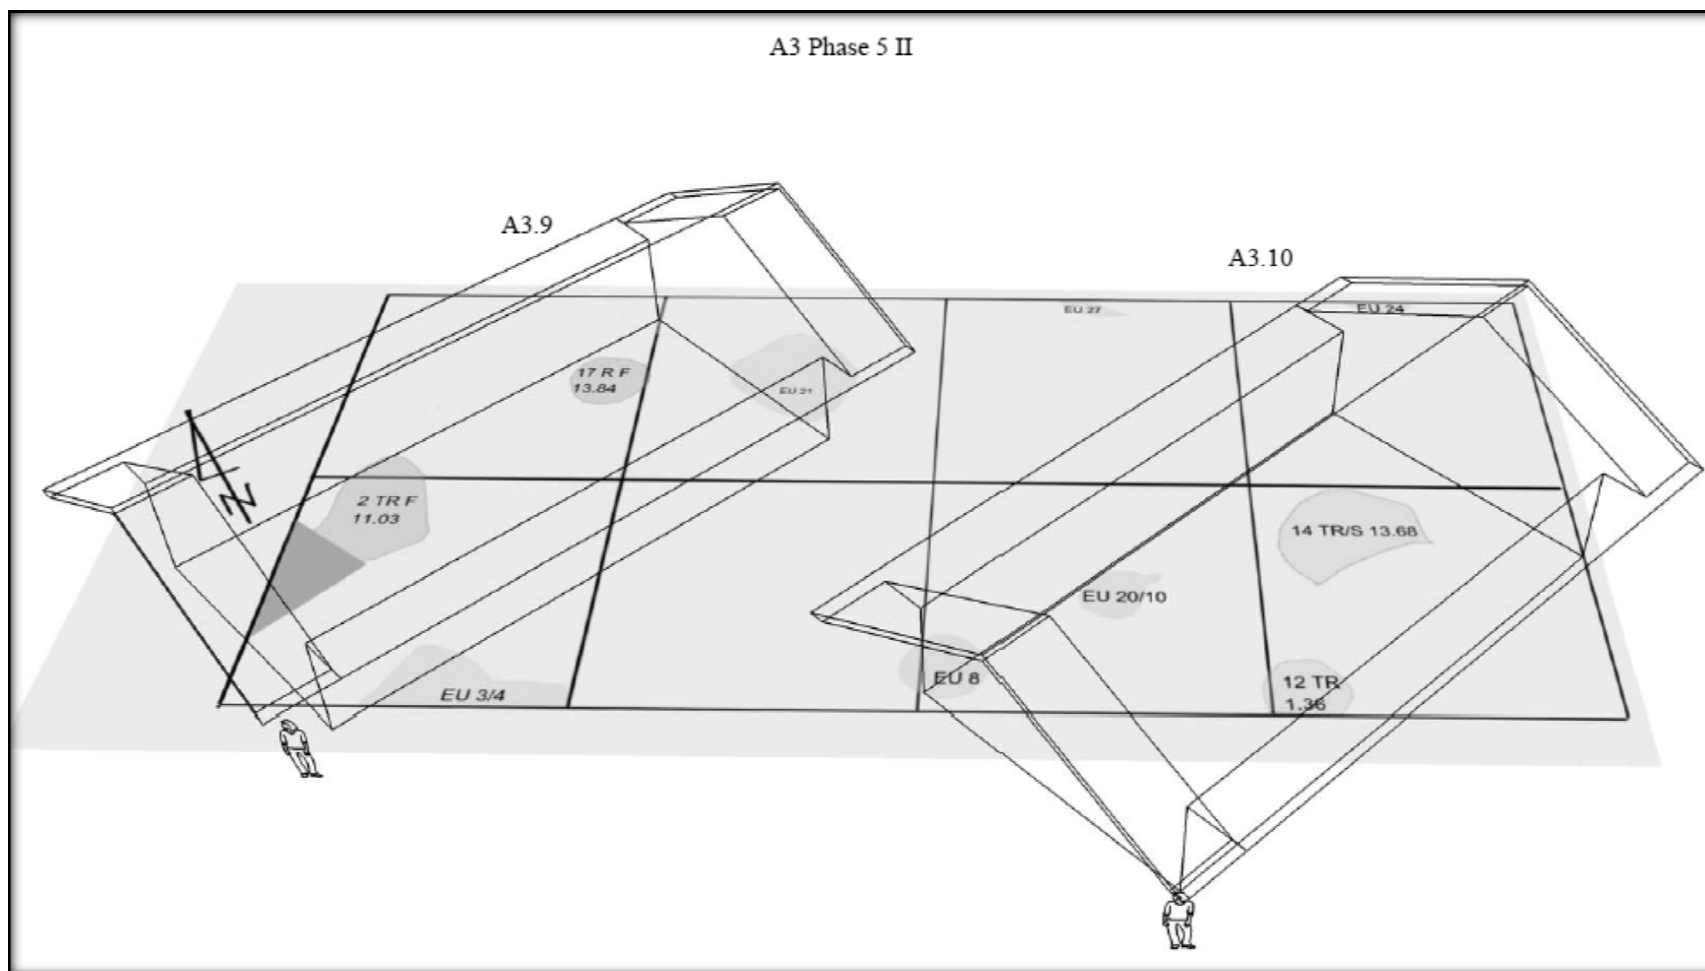 A3 Phase 5 II
A3.9
A3.10
EU 27
EU 24
17 R F
13.84
EU 21
2 TR F
11.03
N
14 TR/S 13.68
EU 20/10
EU 8
EU 3/4
12 TR
1.36